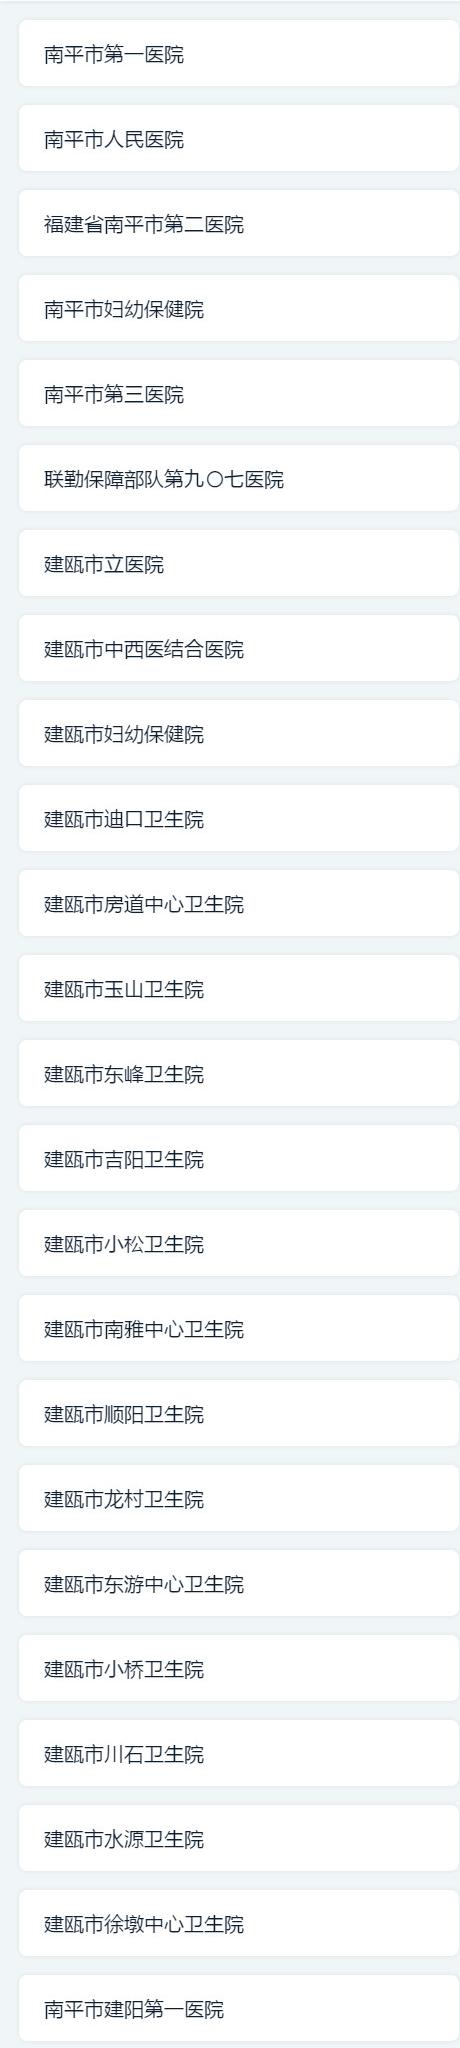 南平市第一医院
南平市人民医院
福建省南平市第二医院
南平市妇幼保健院
南平市第三医院
联勤保障部队第九〇七医院
建瓯市立医院
建瓯市中西医结合医院
建瓯市妇幼保健院
建瓯市迪口卫生院
建瓯市房道中心卫生院
建瓯市玉山卫生院
建瓯市东峰卫生院
建瓯市吉阳卫生院
建瓯市小松卫生院
建瓯市南雅中心卫生院
建瓯市顺阳卫生院
建瓯市龙村卫生院
建瓯市东游中心卫生院
建瓯市小桥卫生院
建瓯市川石卫生院
建瓯市水源卫生院
建瓯市徐墩中心卫生院
南平市建阳第一医院